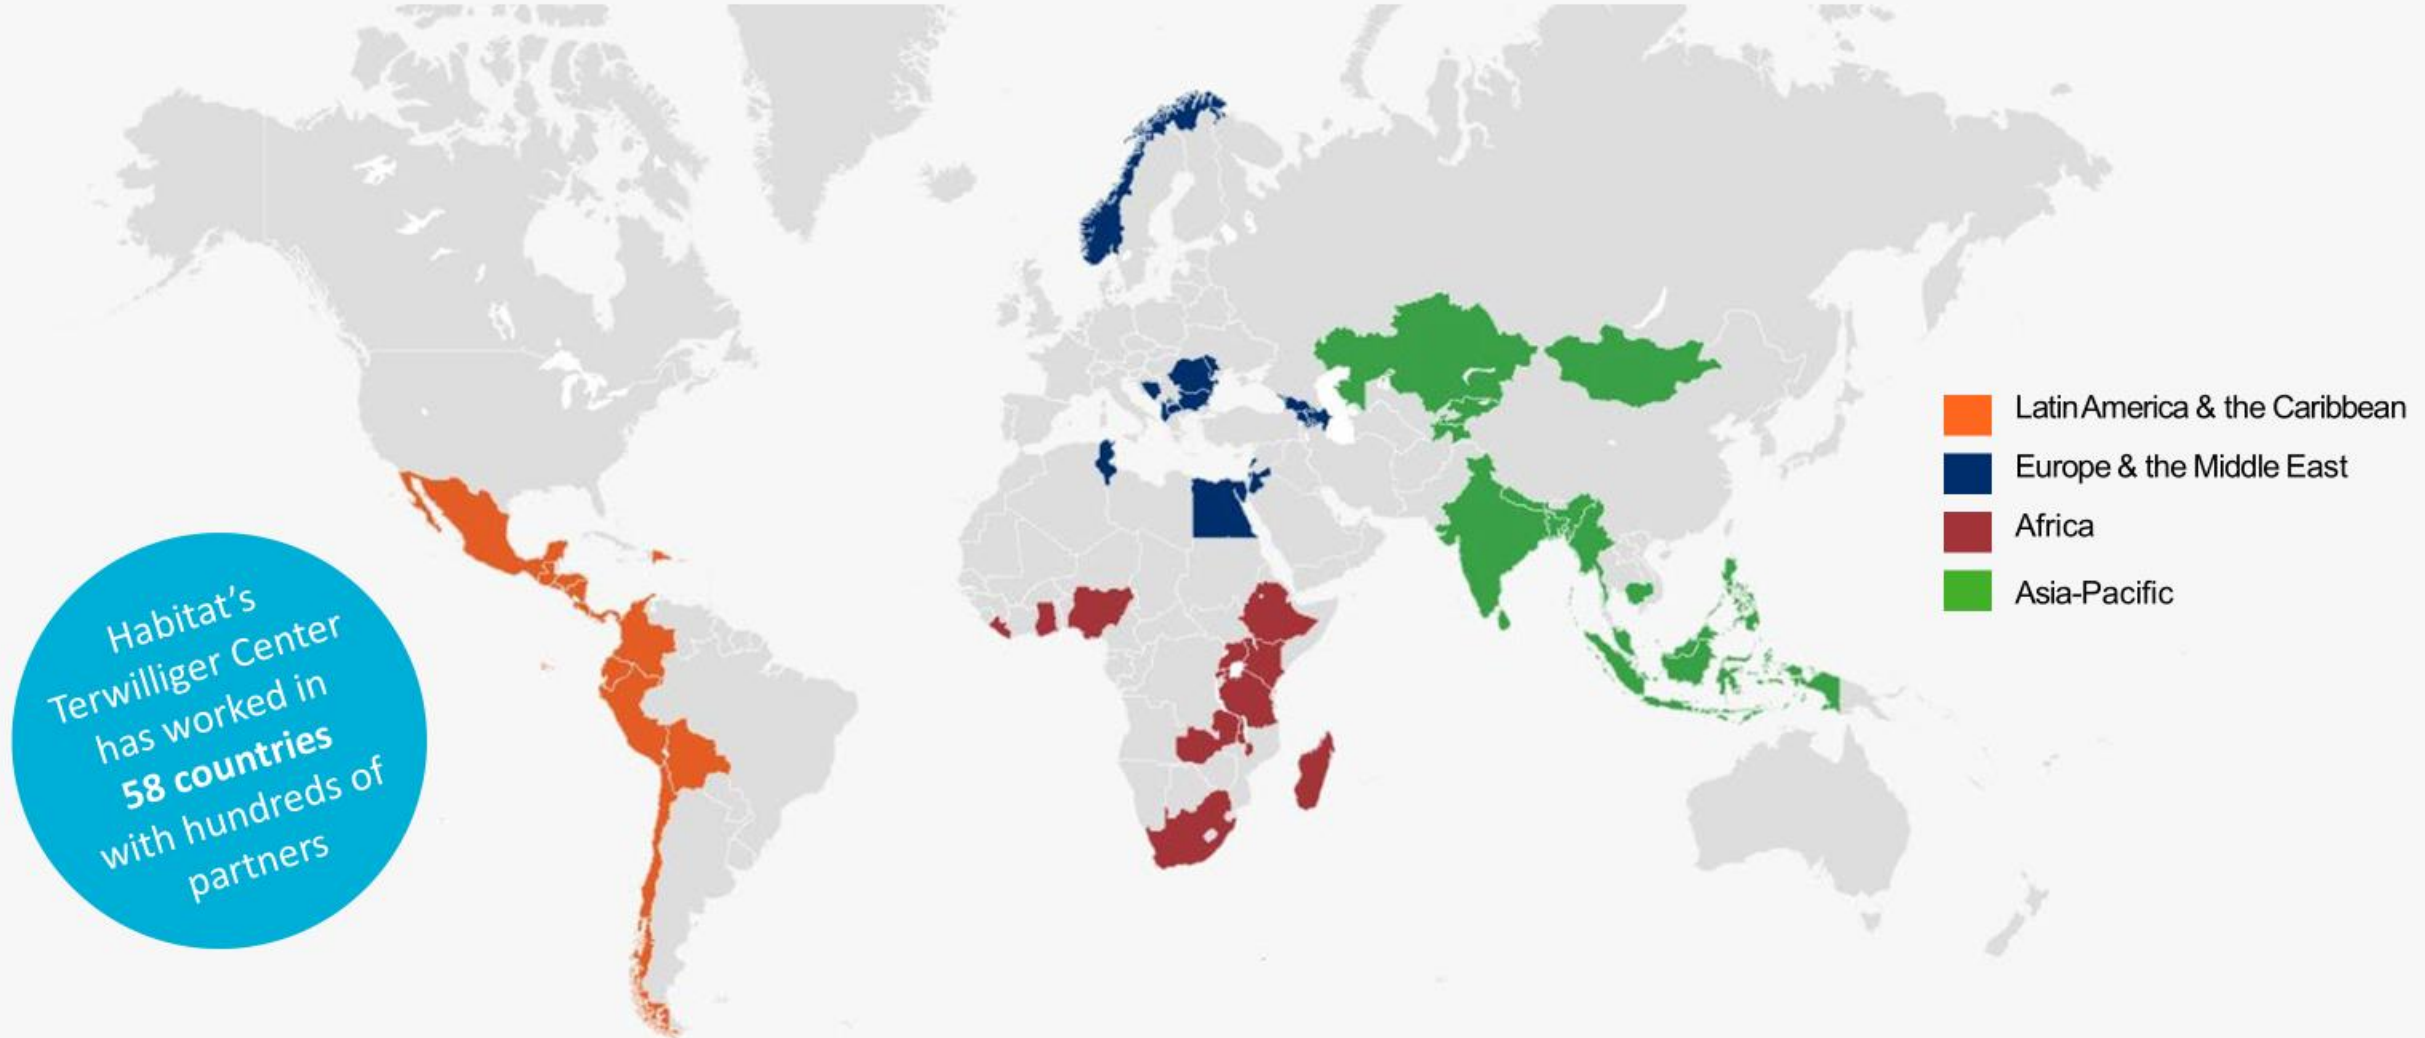 Habitat's
Terwilliger Center
has worked in
58 countries
with hundreds of
partners
Latin America & the Caribbean
Europe & the Middle East
Africa
Asia-Pacific